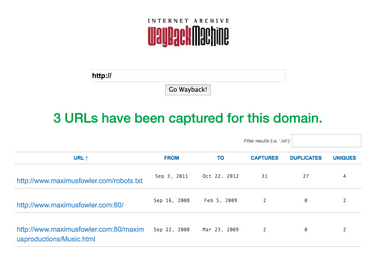 INTERNET ARCHIVE
WayBackMachine
http://
Go Wayback!
3 URLs have been captured for this domain.
Filter results (i.e. '.txt'):
URL ↑ FROM TO CAPTURES DUPLICATES UNIQUES
http://www.maximusfowler.com/robots.txt Sep 3, 2011 Oct 22, 2012 31 27 4
http://www.maximusfowler.com:80/ Sep 16, 2008 Feb 5, 2009 2 0 2
http://www.maximusfowler.com:80/maxim Sep 22, 2008 Mar 23, 2009 2 0 2
usproductions/Music.html